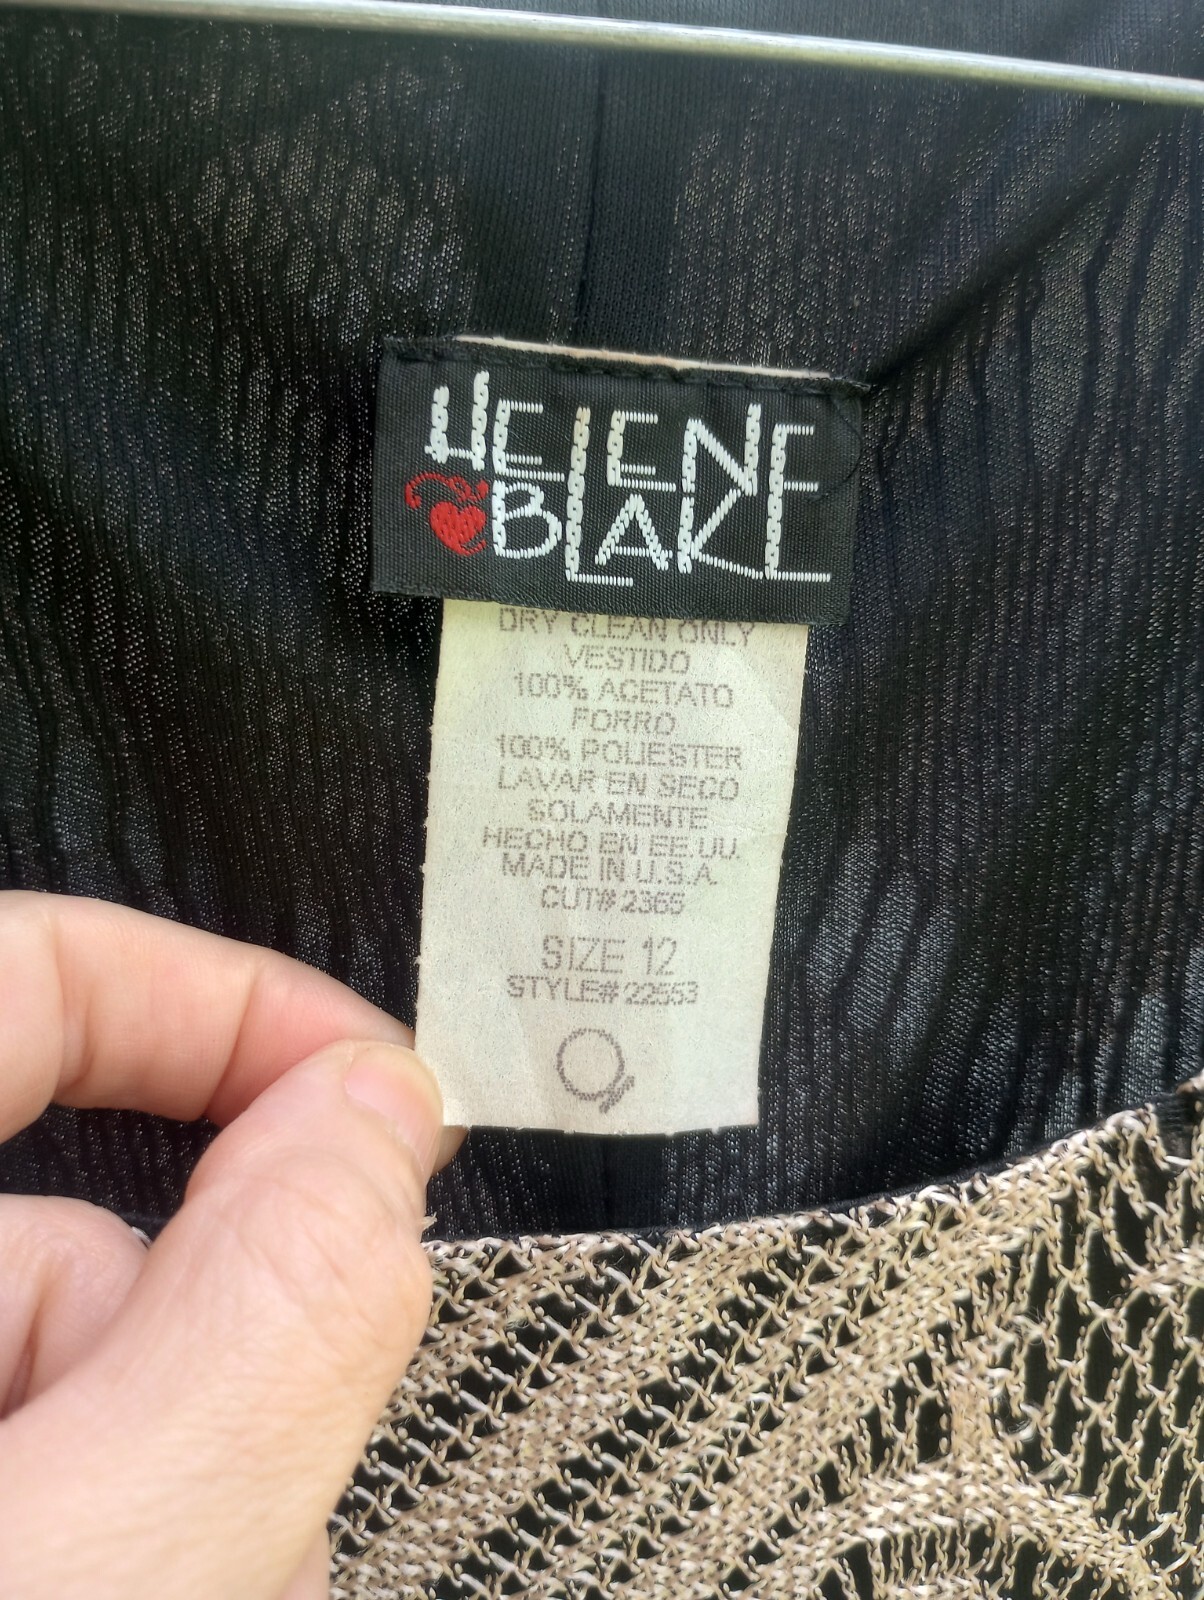 HELENE
BLAKE
DRY CLEAN ONLY
VESTIDO
100% ACETATO
FORRO
100% POLIESTER
LAVAR EN SECO
SOLAMENTE
HECHO EN EE.UU.
MADE IN U.S.A.
CUT# 2365
SIZE 12
STYLE# 22553